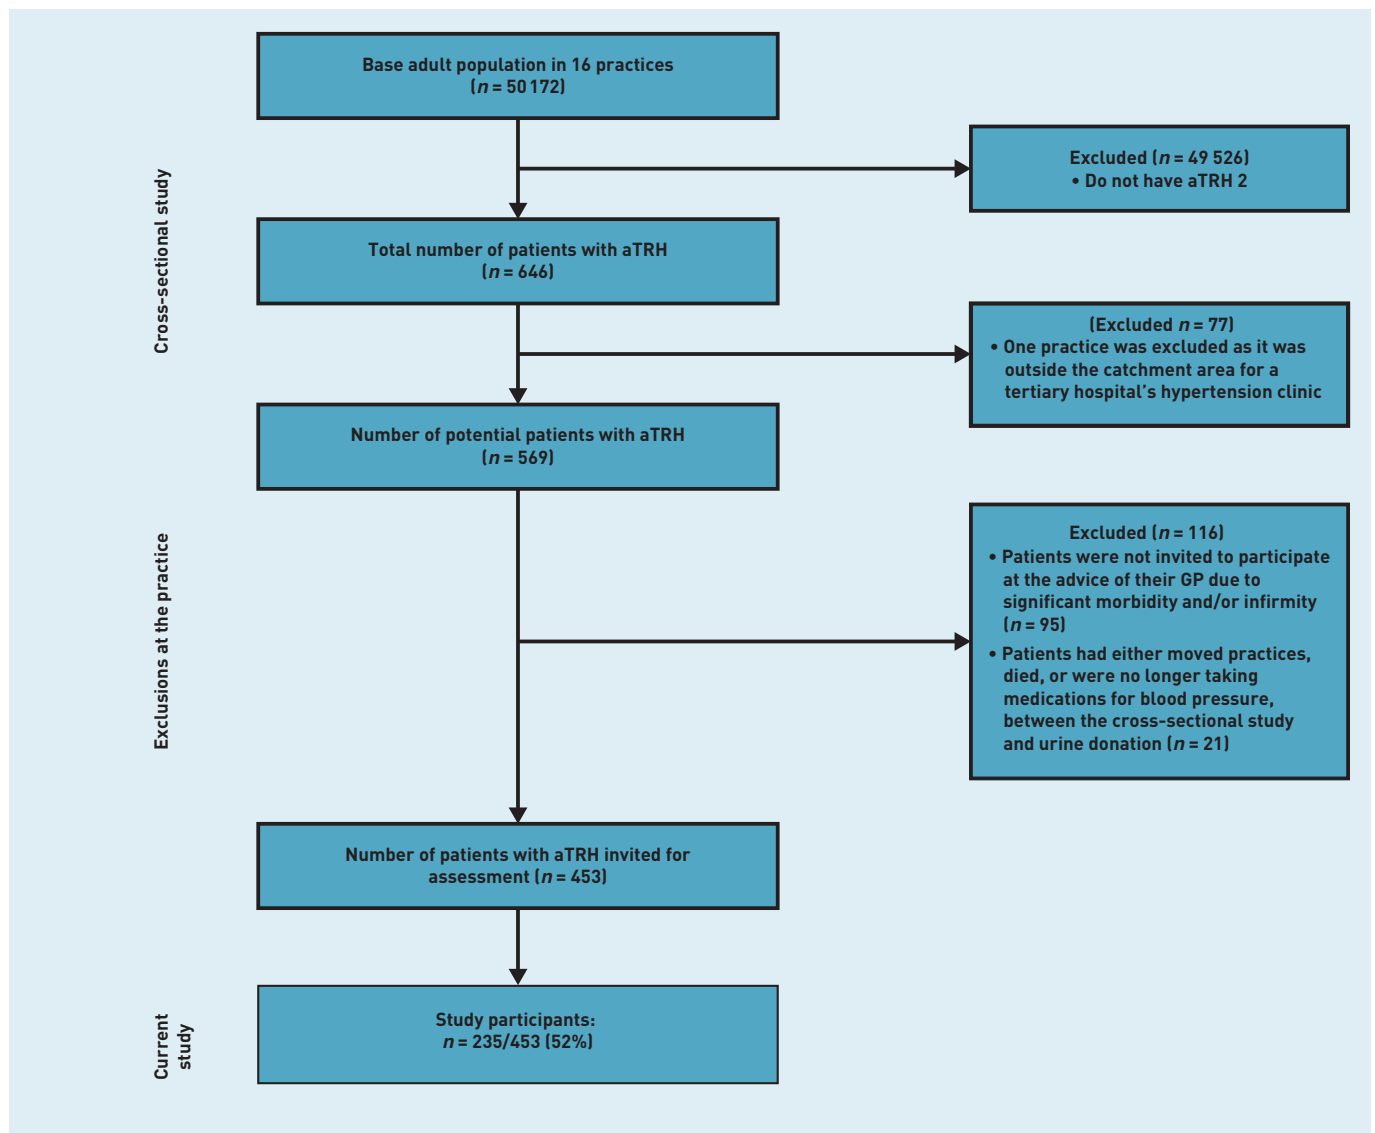 Base adult population in 16 practices
(n = 50 172)
Excluded (n = 49 526)
• Do not have aTRH 2
Cross-sectional study
Total number of patients with aTRH
(n = 646)
(Excluded n = 77)
• One practice was excluded as it was
outside the catchment area for a
tertiary hospital's hypertension clinic
Number of potential patients with aTRH
(n = 569)
Exclusions at the practice
Excluded (n = 116)
• Patients were not invited to participate
at the advice of their GP due to
significant morbidity and/or infirmity
(n = 95)
• Patients had either moved practices,
died, or were no longer taking
medications for blood pressure,
between the cross-sectional study
and urine donation (n = 21)
Number of patients with aTRH invited for
assessment (n = 453)
Current
study
Study participants:
n = 235/453 (52%)